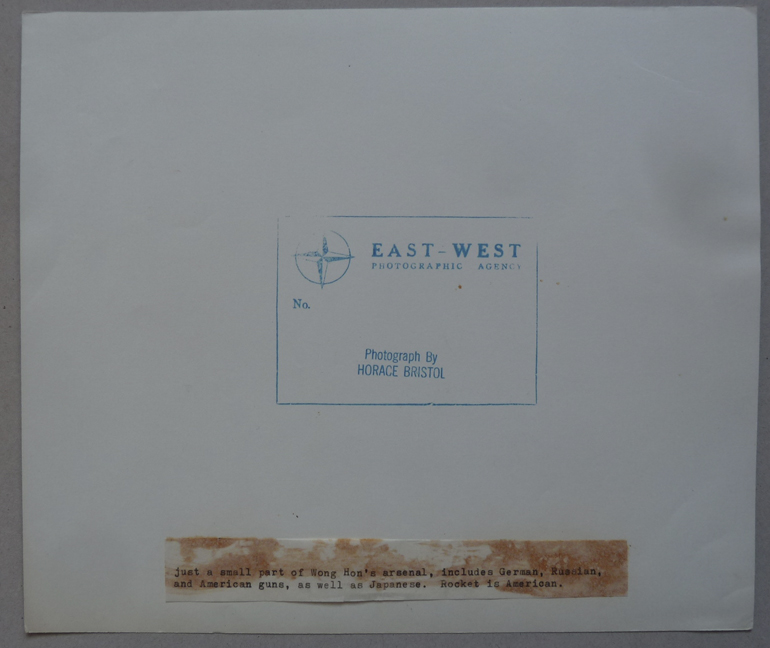 EAST-WEST
PHOTOGRAPHIC AGENCY
No.
Photograph By
HORACE BRISTOL
just a small part of Wong Hon's arsenal, includes German, Russian,
and American guns, as well as Japanese. Rocket is American.